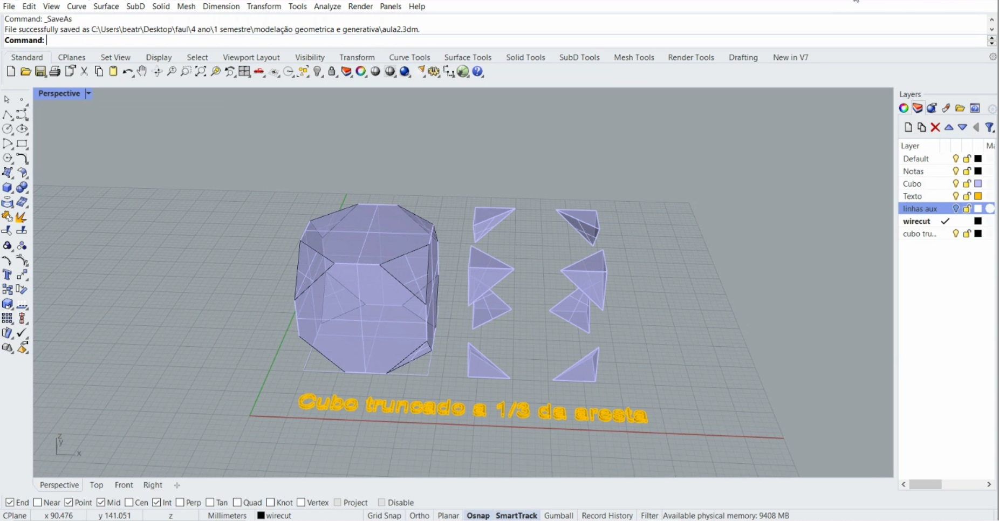 File Edit View Curve Surface SubD Solid Mesh Dimension Transform Tools Analyze Render Panels Help
Command: _SaveAs
File successfully saved as C:\Users\beatr\Desktop\faul\4 ano\1 semestre\modelação geometrica e generativa\aula2.3dm.
Command:
Standard CPlanes Set View Display Select Viewport Layout Visibility Transform Curve Tools Surface Tools Solid Tools SubD Tools Mesh Tools Render Tools Drafting New in V7
Perspective
Layers
Layer Ma
Default
Notas
Cubo
Texto
linhas aux
wirecut
cubo tru...
Cubo truncado a 1/3 da aresta
z
y
x
Perspective Top Front Right
End Near Point Mid Cen Int Perp Tan Quad Knot Vertex Project Disable
CPlane x 90.476 y 141.051 z Millimeters wirecut Grid Snap Ortho Planar Osnap SmartTrack Gumball Record History Filter Available physical memory: 9408 MB